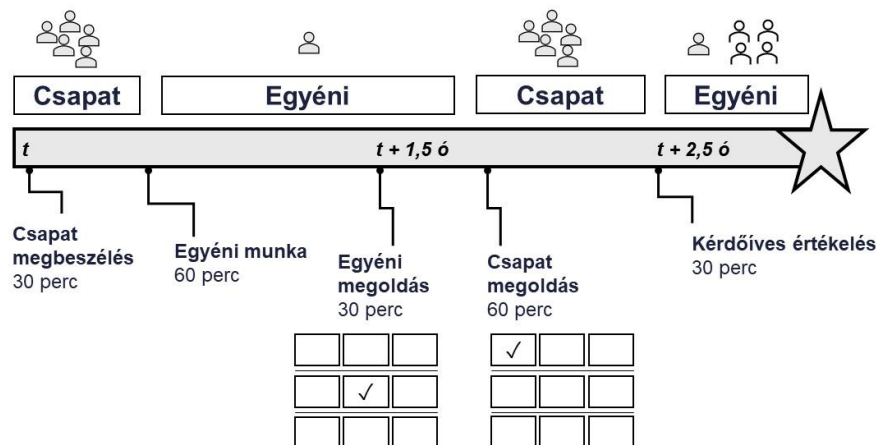 Csapat
Egyéni
Csapat
Egyéni
t
t + 1,5 ó
t + 2,5 ó
Csapat
megbeszélés
30 perc
Egyéni munka
60 perc
Egyéni
megoldás
30 perc
Csapat
megoldás
60 perc
Kérdőíves értékelés
30 perc